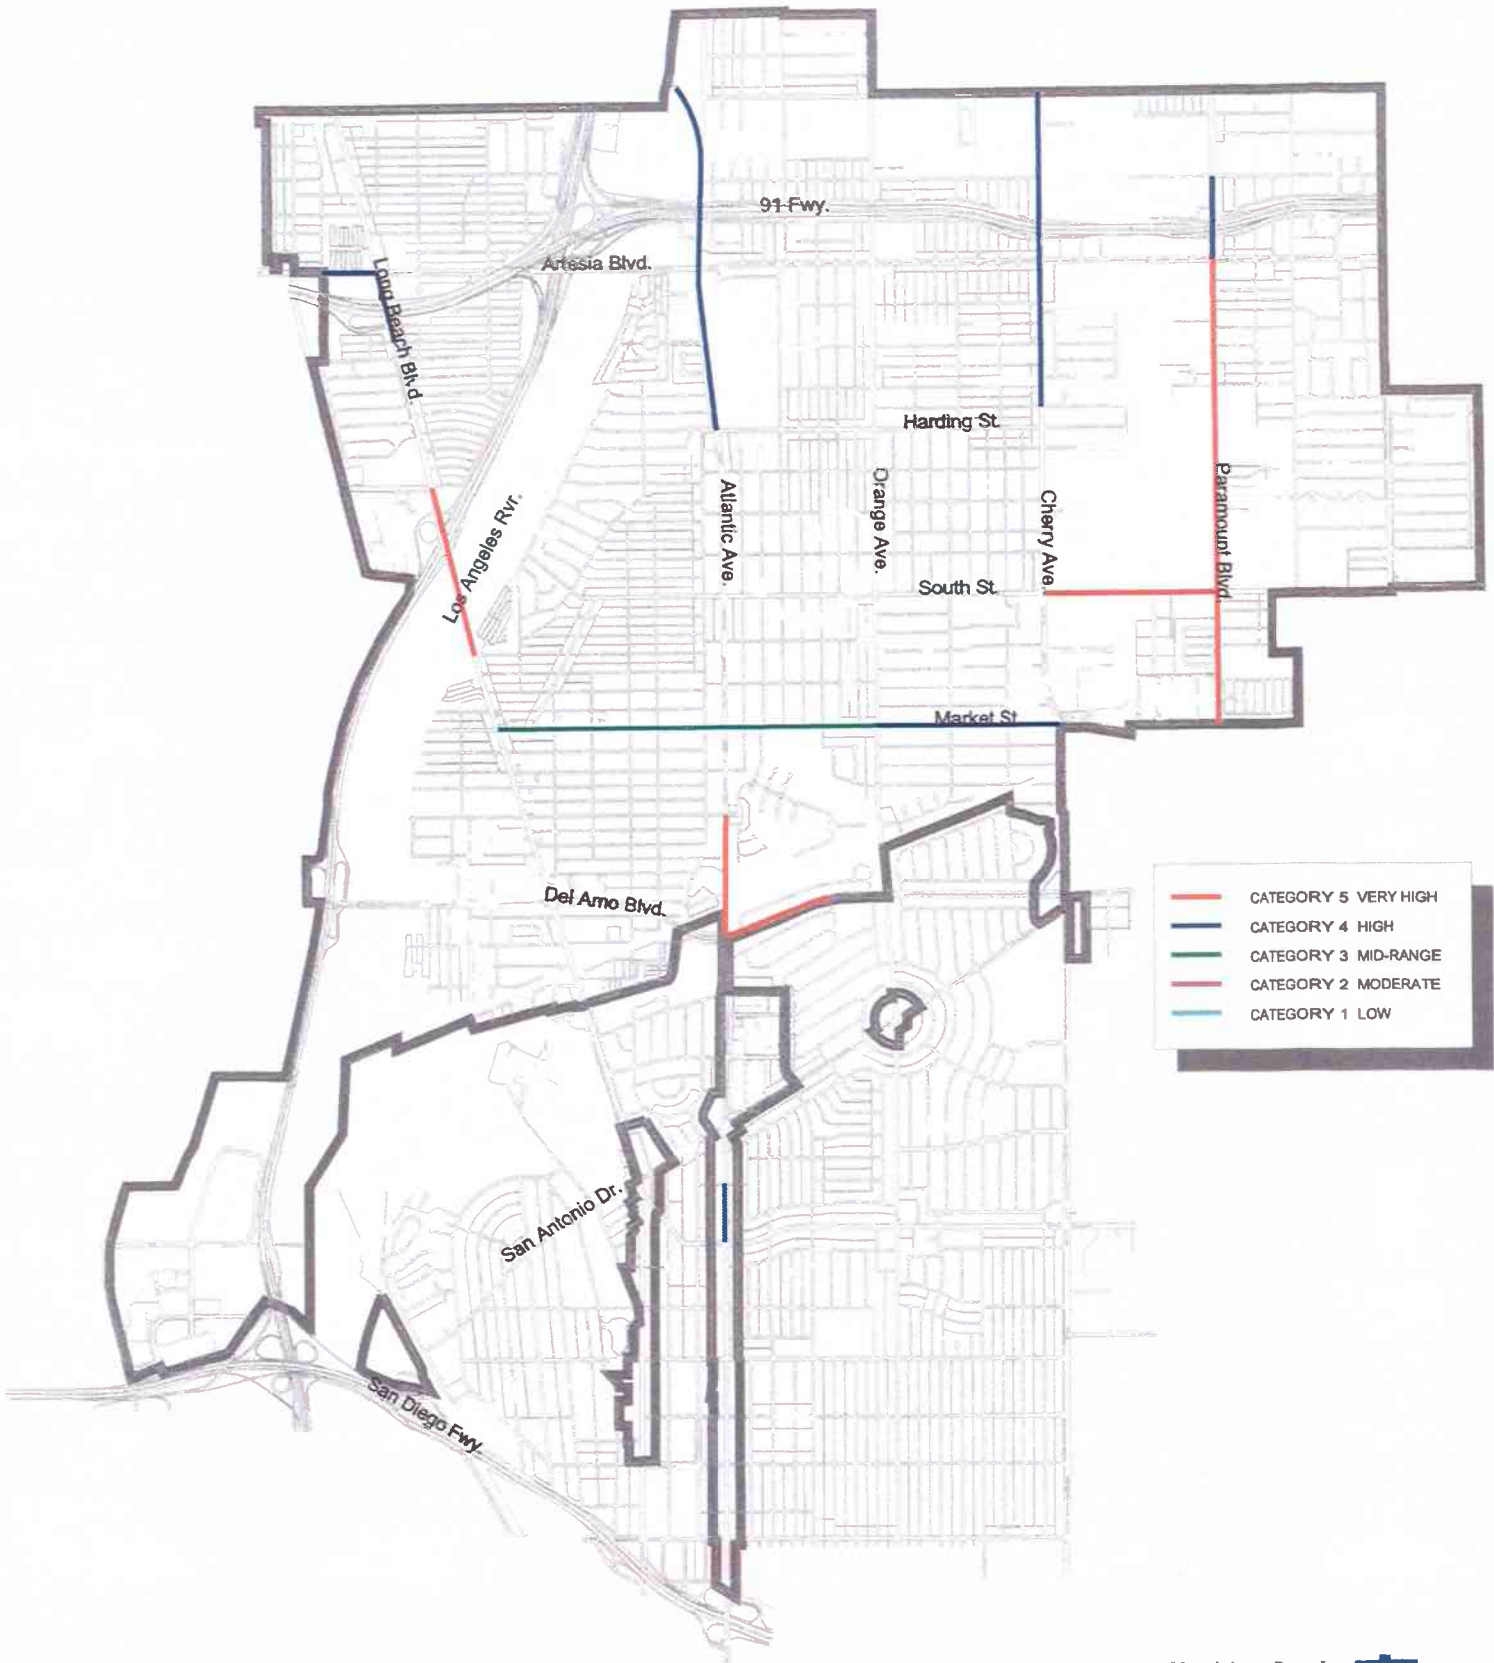 91 Fwy.
Artesia Blvd.
Long Beach Blvd.
Harding St.
Los Angeles Rvr.
Atlantic Ave.
Orange Ave.
Cherry Ave.
Paramount Blvd.
South St.
Market St.
Del Amo Blvd.
CATEGORY 5 VERY HIGH
CATEGORY 4 HIGH
CATEGORY 3 MID-RANGE
CATEGORY 2 MODERATE
CATEGORY 1 LOW
San Antonio Dr.
San Diego Fwy.